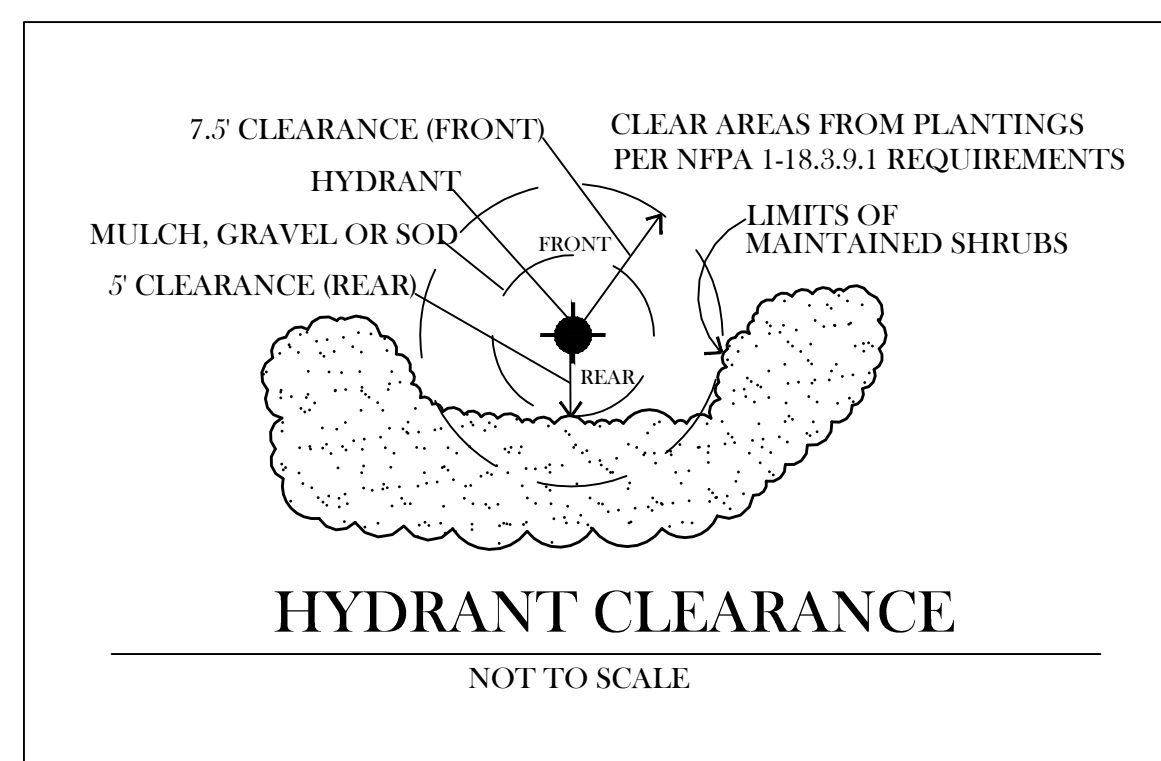 7.5' CLEARANCE (FRONT)
HYDRANT
MULCH, GRAVEL OR SOD
5' CLEARANCE (REAR)
CLEAR AREAS FROM PLANTINGS
PER NFPA 1-18.3.9.1 REQUIREMENTS
LIMITS OF
MAINTAINED SHRUBS
FRONT
REAR
HYDRANT CLEARANCE
NOT TO SCALE